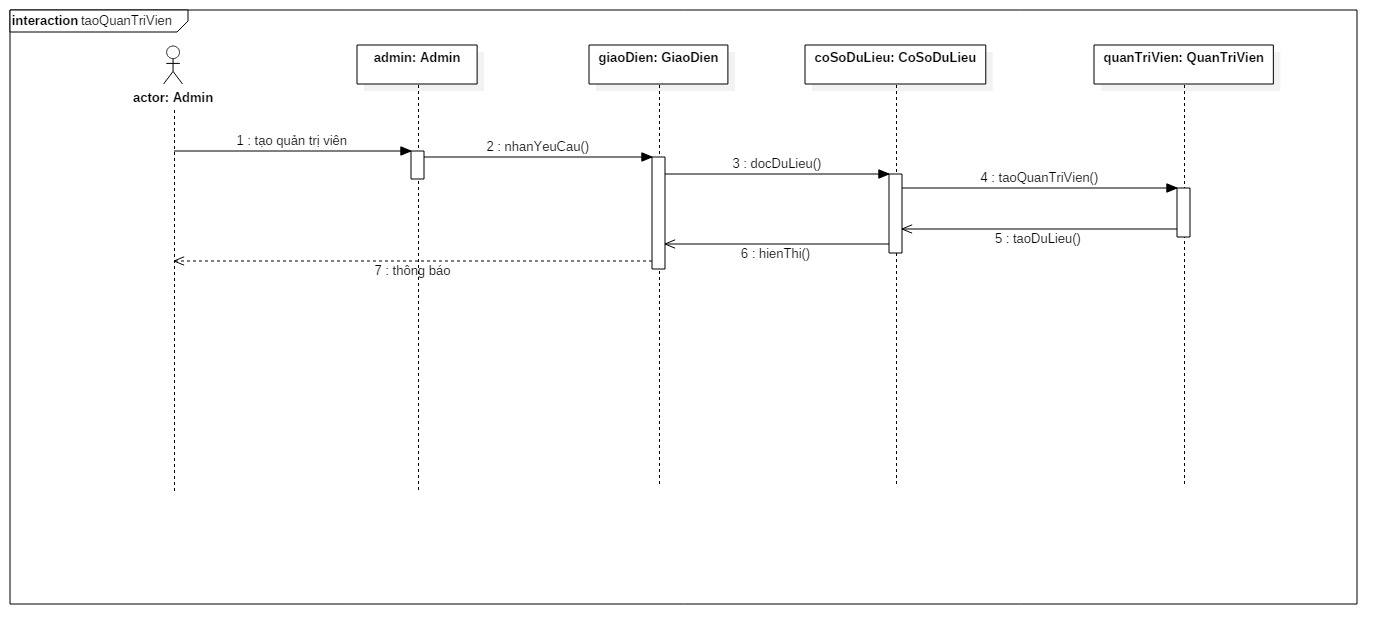 interaction taoQuanTriVien
actor: Admin
admin: Admin
giaoDien: GiaoDien
coSoDuLieu: CoSoDuLieu
quanTriVien: QuanTriVien
1 : tạo quản trị viên
2 : nhanYeuCau()
3 : docDuLieu()
4 : taoQuanTriVien()
5 : taoDuLieu()
6 : hienThi()
7 : thông báo